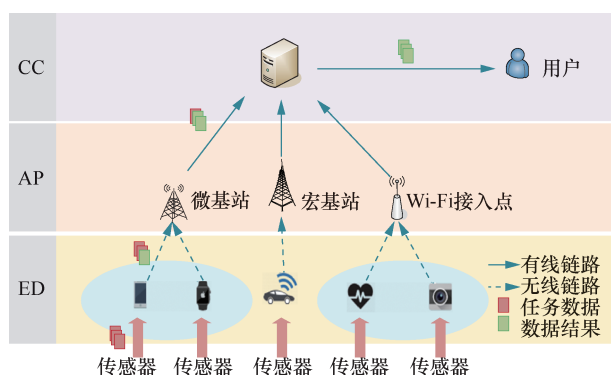 CC
用户
AP
微基站
宏基站
Wi-Fi接入点
ED
有线链路
无线链路
任务数据
数据结果
传感器
传感器
传感器
传感器
传感器